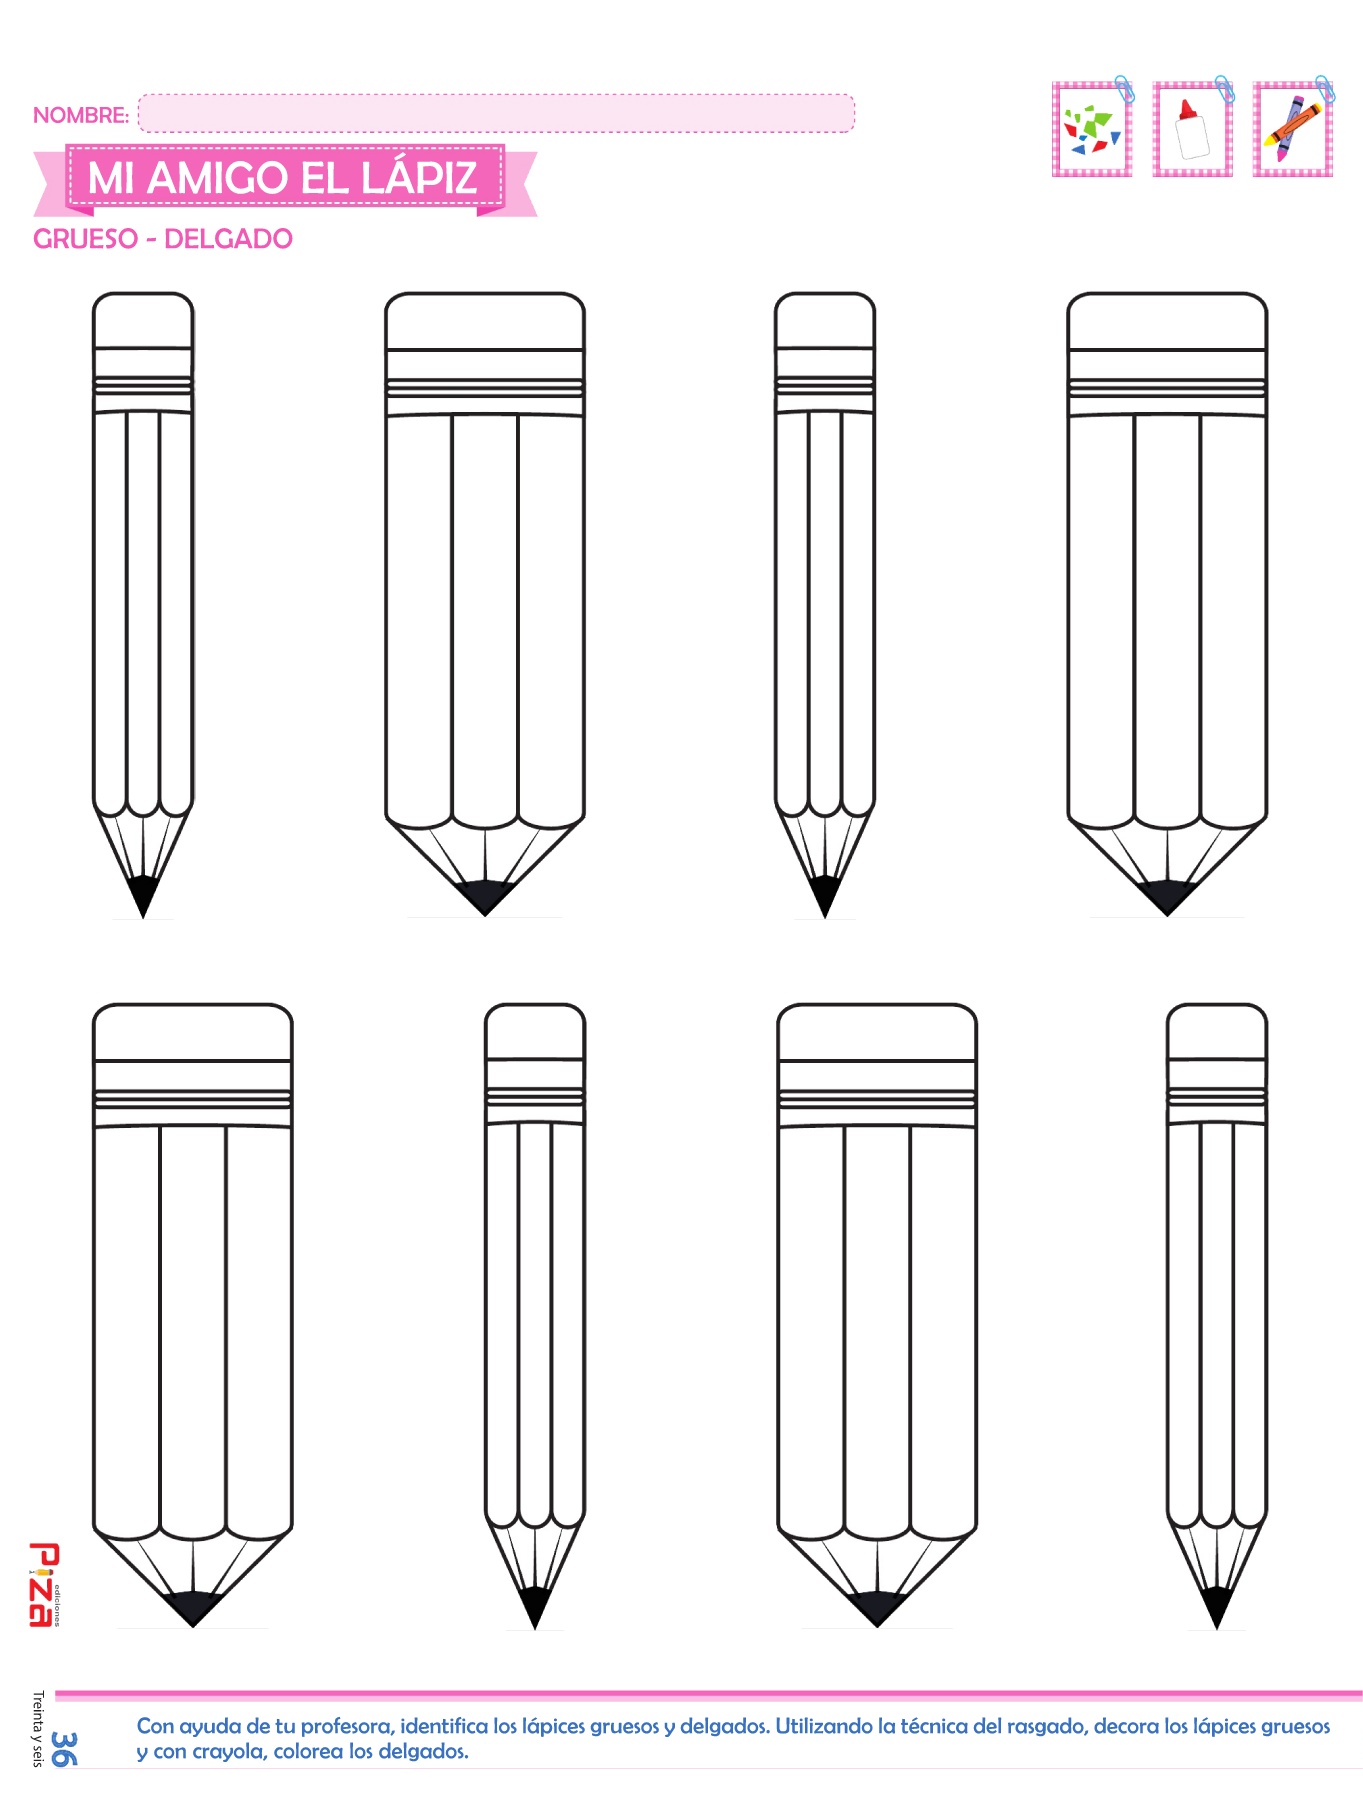 NOMBRE:
MI AMIGO EL LÁPIZ
GRUESO - DELGADO
Piza
ediciones
Treinta y seis
36
Con ayuda de tu profesora, identifica los lápices gruesos y delgados. Utilizando la técnica del rasgado, decora los lápices gruesos
y con crayola, colorea los delgados.